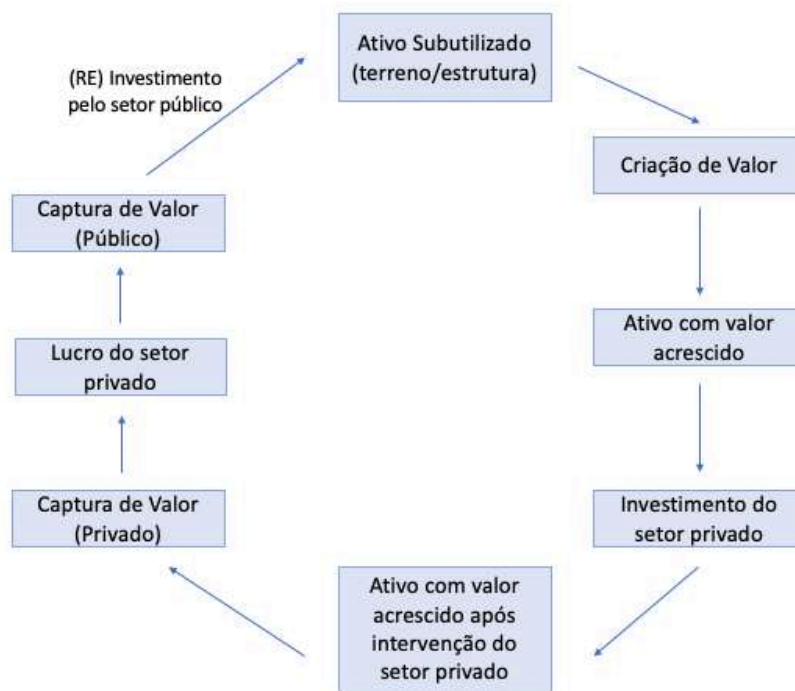 Ativo Subutilizado
(terreno/estrutura)
(RE) Investimento
pelo setor público
Criação de Valor
Captura de Valor
(Público)
Ativo com valor
acrescido
Lucro do setor
privado
Captura de Valor
(Privado)
Investimento do
setor privado
Ativo com valor
acrescido após
intervenção do
setor privado